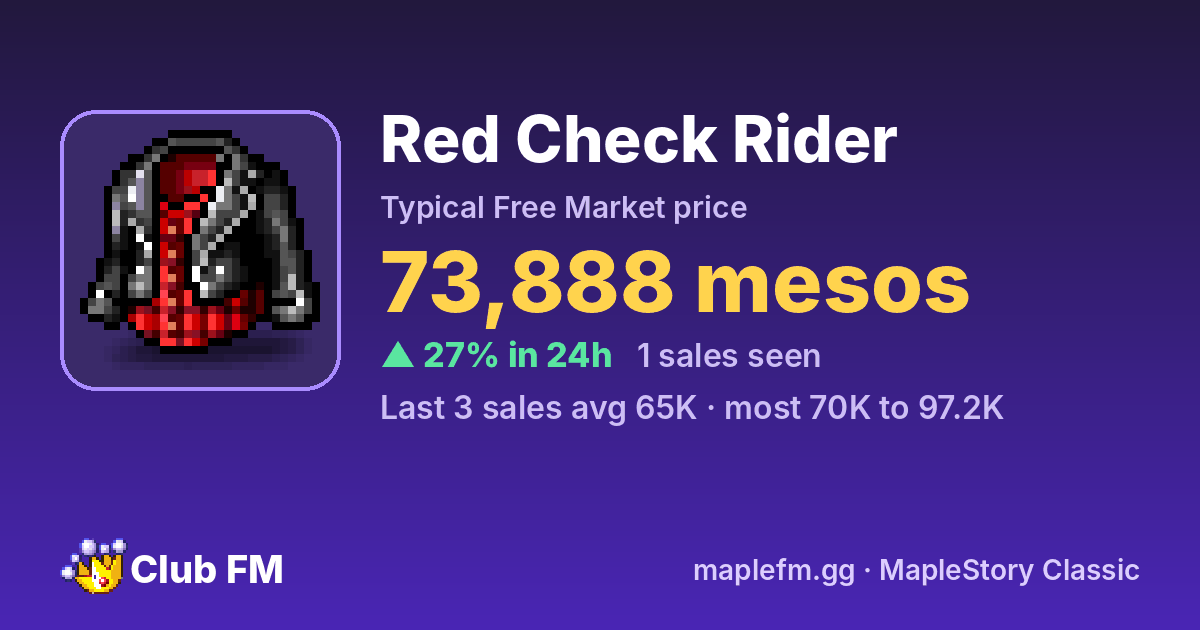 Red Check Rider
Typical Free Market price
73,888 mesos
▲ 27% in 24h 1 sales seen
Last 3 sales avg 65K · most 70K to 97.2K
Club FM
maplefm.gg · MapleStory Classic